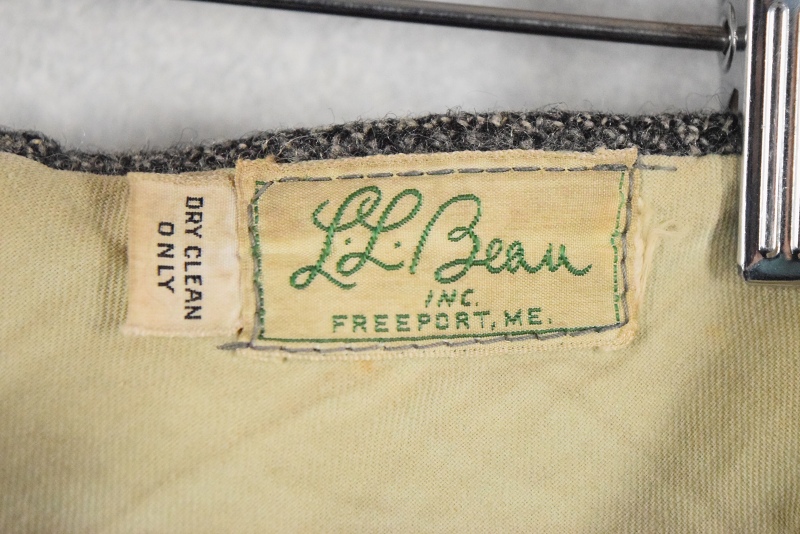 DRY CLEAN
ONLY
L.L. Bean
INC.
FREEPORT, ME.